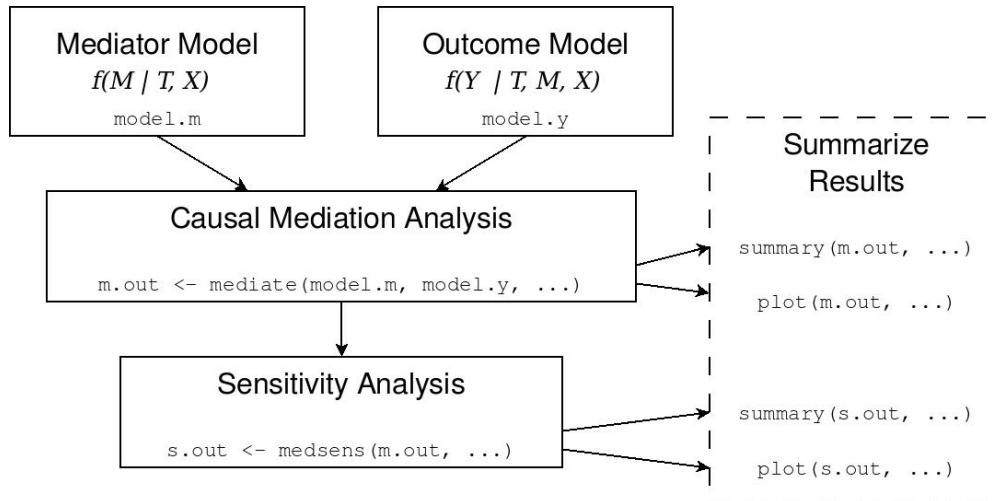 Mediator Model
f(M | T, X)
model.m
Outcome Model
f(Y | T, M, X)
model.y
Causal Mediation Analysis
m.out <- mediate(model.m, model.y, ...)
Sensitivity Analysis
s.out <- medsens(m.out, ...)
Summarize
Results
summary(m.out, ...)
plot(m.out, ...)
summary(s.out, ...)
plot(s.out, ...)